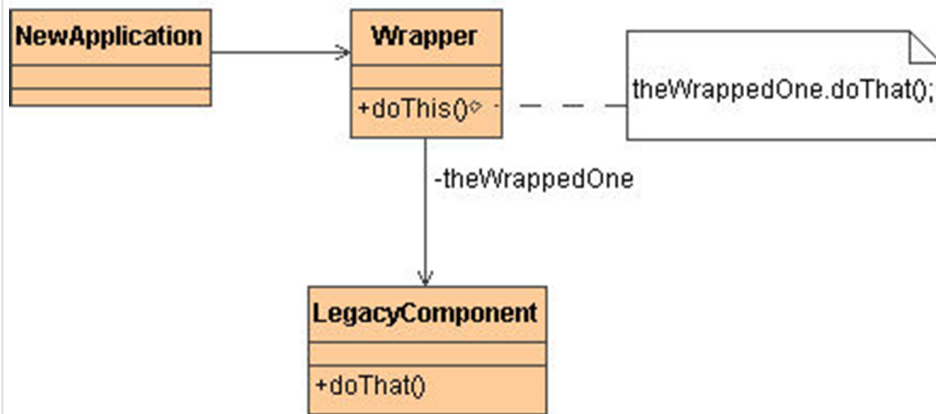 NewApplication
Wrapper
+doThis()
theWrappedOne.doThat();
-theWrappedOne
LegacyComponent
+doThat()